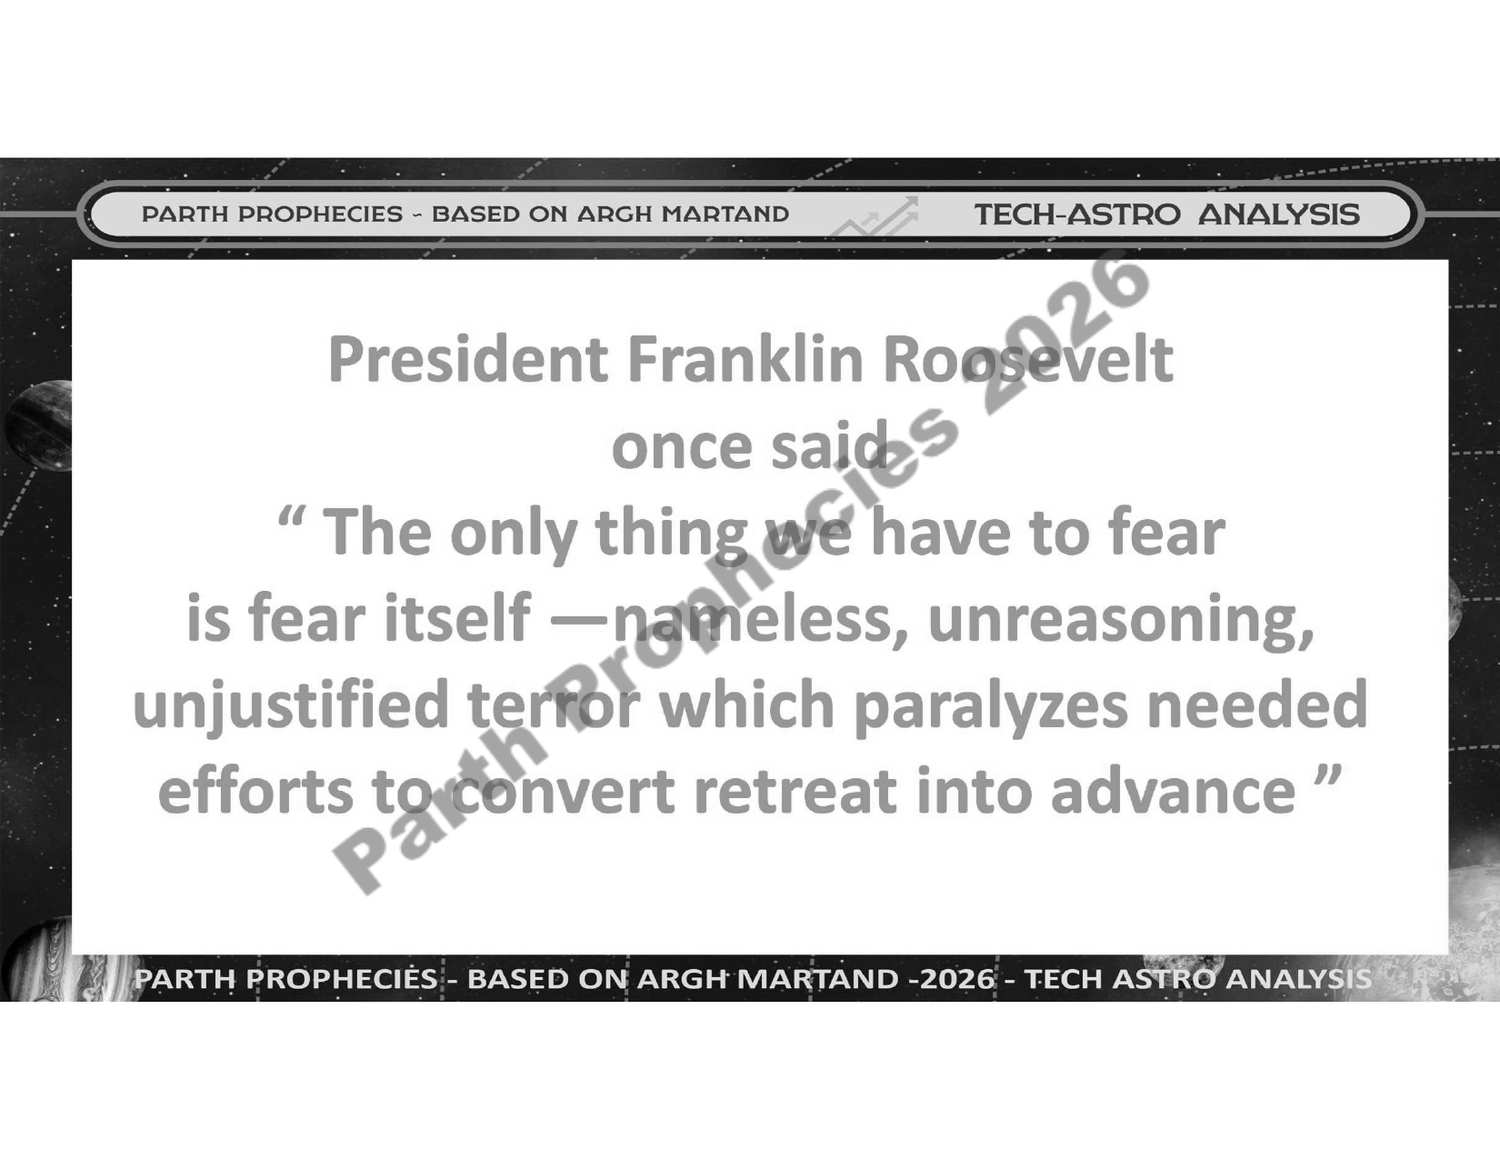 PARTH PROPHECIES ~ BASED ON ARGH MARTAND TECH-ASTRO ANALYSIS
President Franklin Roosevelt
once said
“ The only thing we have to fear
is fear itself —nameless, unreasoning,
unjustified terror which paralyzes needed
efforts to convert retreat into advance ”
Parth Prophecies 2026
PARTH PROPHECIES - BASED ON ARGH MARTAND -2026 - TECH ASTRO ANALYSIS